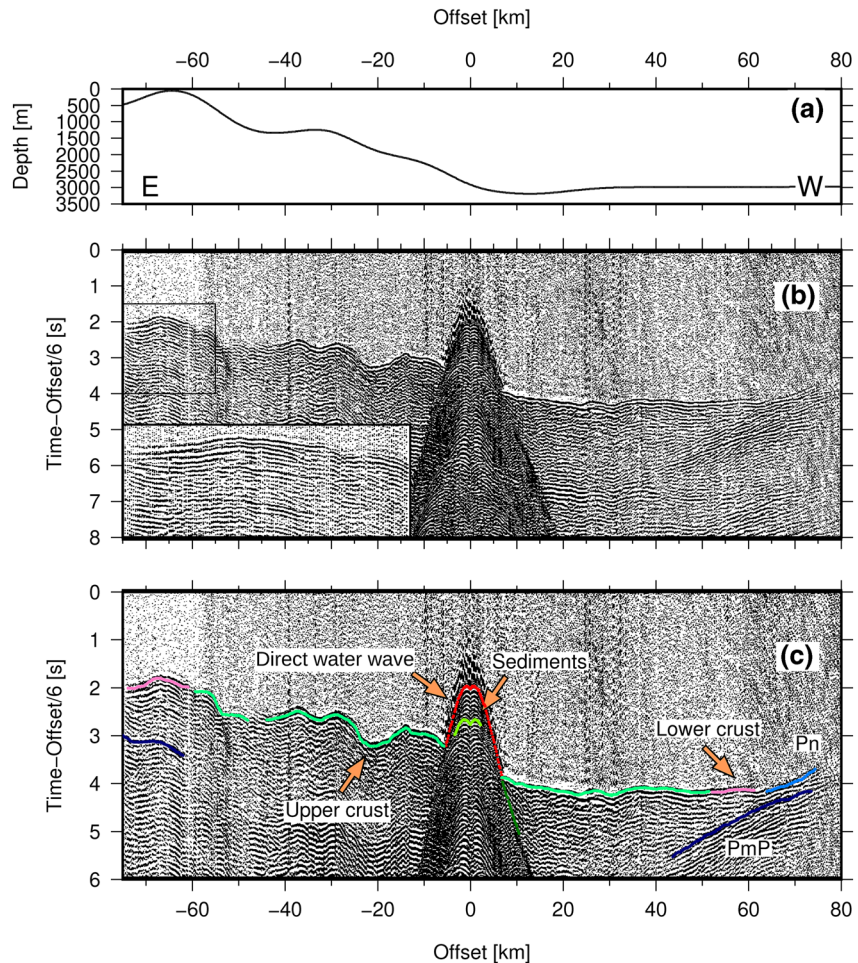 Offset [km]
−60 −40 −20 0 20 40 60 80
Depth [m]
0
500
1000
1500
2000
2500
3000
3500
(a)
E
W
Time−Offset/6 [s]
0
1
2
3
4
5
6
7
8
(b)
Time−Offset/6 [s]
0
1
2
3
4
5
6
(c)
Direct water wave
Sediments
Lower crust
Pn
Upper crust
PmP
−60 −40 −20 0 20 40 60 80
Offset [km]